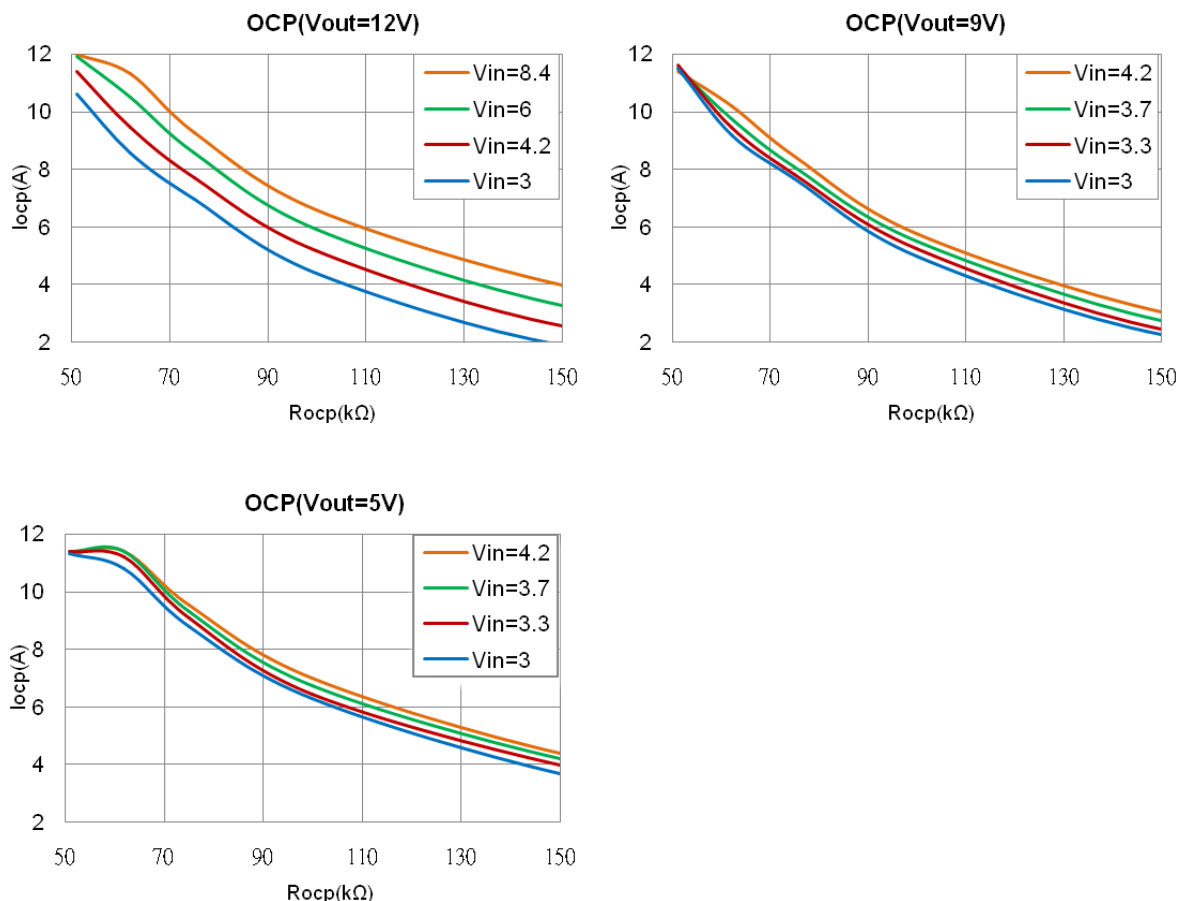 OCP(Vout=12V)
12
10
8
6
4
2
Iocp(A)
Vin=8.4
Vin=6
Vin=4.2
Vin=3
50 70 90 110 130 150
Rocp(kΩ)
OCP(Vout=9V)
12
10
8
6
4
2
Iocp(A)
Vin=4.2
Vin=3.7
Vin=3.3
Vin=3
50 70 90 110 130 150
Rocp(kΩ)
OCP(Vout=5V)
12
10
8
6
4
2
Iocp(A)
Vin=4.2
Vin=3.7
Vin=3.3
Vin=3
50 70 90 110 130 150
Rocp(kΩ)